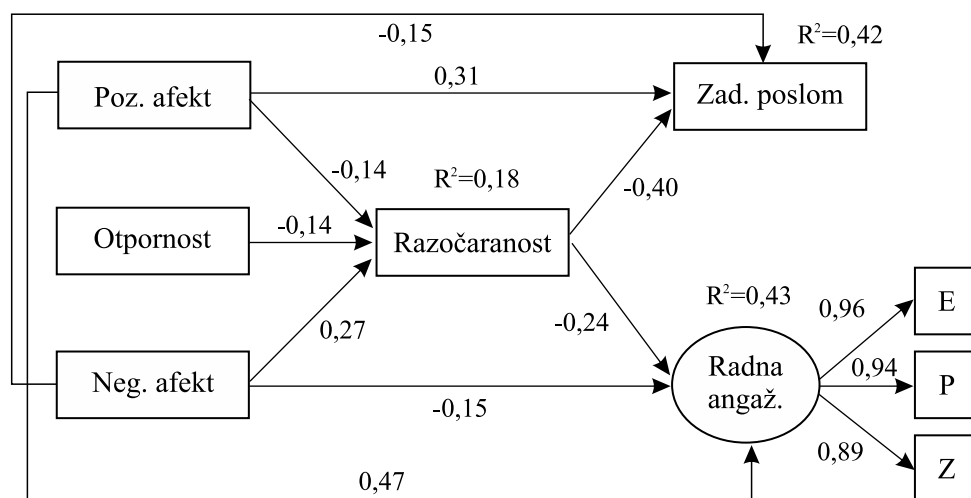 -0,15
R²=0,42
Poz. afekt
0,31
Zad. poslom
-0,14
R²=0,18
-0,40
Otpornost
-0,14
Razočaranost
R²=0,43
E
0,96
-0,24
0,27
Neg. afekt
Radna
angaž.
0,94
P
-0,15
0,89
Z
0,47